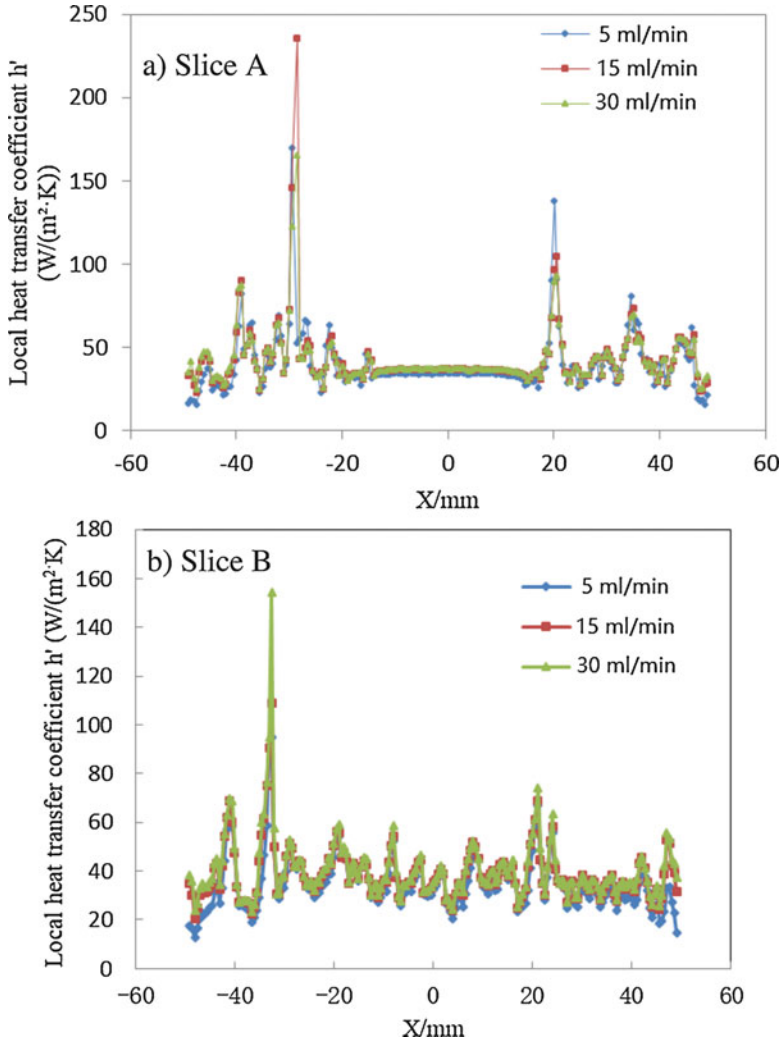 a) Slice A
5 ml/min
15 ml/min
30 ml/min
Local heat transfer coefficient h'
(W/(m²·K))
250
200
150
100
50
0
-60
-40
-20
0
20
40
60
X/mm
b) Slice B
5 ml/min
15 ml/min
30 ml/min
Local heat transfer coefficient h' (W/(m²·K)
180
160
140
120
100
80
60
40
20
0
−60
−40
−20
0
20
40
60
X/mm